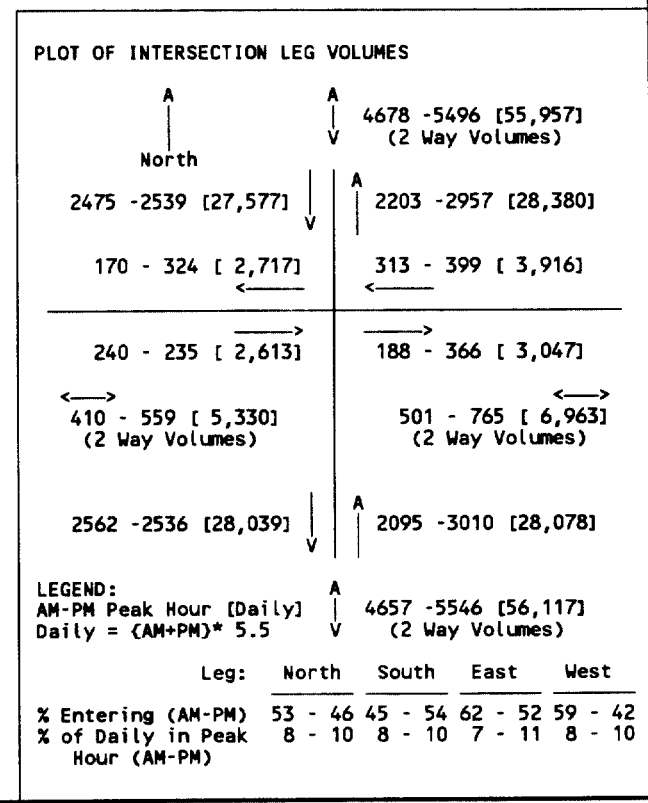 PLOT OF INTERSECTION LEG VOLUMES
A A
4678 -5496 [55,957]
V (2 Way Volumes)
North
A
2475 -2539 [27,577] 2203 -2957 [28,380]
V
170 - 324 [ 2,717] 313 - 399 [ 3,916]
<——— <———
———> ———>
240 - 235 [ 2,613] 188 - 366 [ 3,047]
<——> <——>
410 - 559 [ 5,330] 501 - 765 [ 6,963]
(2 Way Volumes) (2 Way Volumes)
A
2562 -2536 [28,039] 2095 -3010 [28,078]
V
LEGEND: A
AM-PM Peak Hour [Daily] 4657 -5546 [56,117]
Daily = {AM+PM}* 5.5 V (2 Way Volumes)
Leg: North South East West
% Entering (AM-PM) 53 - 46 45 - 54 62 - 52 59 - 42
% of Daily in Peak 8 - 10 8 - 10 7 - 11 8 - 10
Hour (AM-PM)